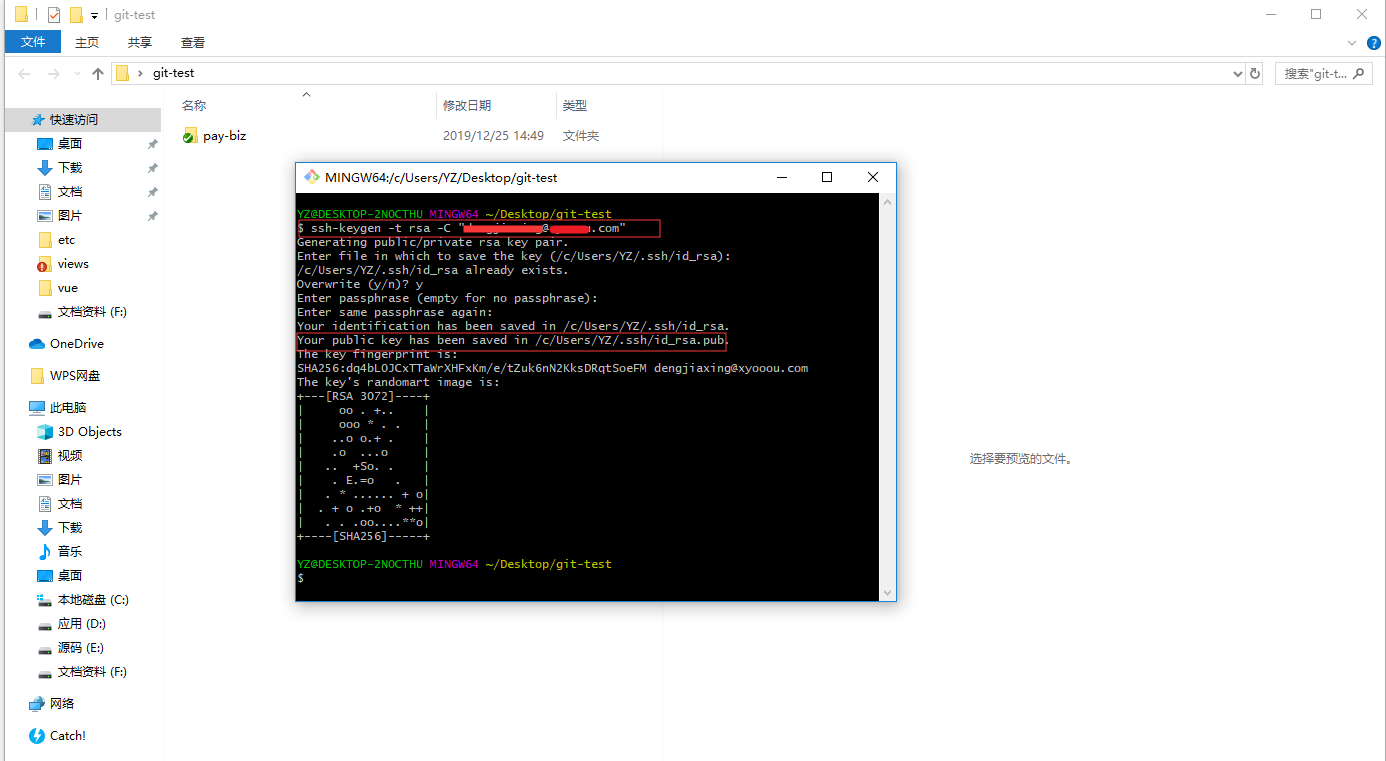 git-test
文件 主页 共享 查看
git-test 搜索"git-t...
名称 修改日期 类型
pay-biz 2019/12/25 14:49 文件夹
快速访问
桌面
下载
文档
图片
etc
views
vue
文档资料 (F:)
OneDrive
WPS网盘
此电脑
3D Objects
视频
图片
文档
下载
音乐
桌面
本地磁盘 (C:)
应用 (D:)
源码 (E:)
文档资料 (F:)
网络
Catch!
MINGW64:/c/Users/YZ/Desktop/git-test
YZ@DESKTOP-2NOCTHU MINGW64 ~/Desktop/git-test
$ ssh-keygen -t rsa -C "@.com"
Generating public/private rsa key pair.
Enter file in which to save the key (/c/Users/YZ/.ssh/id_rsa):
/c/Users/YZ/.ssh/id_rsa already exists.
Overwrite (y/n)? y
Enter passphrase (empty for no passphrase):
Enter same passphrase again:
Your identification has been saved in /c/Users/YZ/.ssh/id_rsa.
Your public key has been saved in /c/Users/YZ/.ssh/id_rsa.pub.
The key fingerprint is:
SHA256:dq4bLOJCxTTaWrXHFxKm/e/tZuk6nN2KksDRqtSoeFM dengjiaxing@xyooou.com
The key's randomart image is:
+---[RSA 3072]----+
|     oo . +..    |
|     ooo * . .   |
|    ..o o.+ .    |
|    .o  ...o     |
|   ..  +So. .    |
|    . E.=o   .   |
|   . * ...... + o|
|  . + o .+o  * ++|
|   . . .oo....**o|
+----[SHA256]-----+
YZ@DESKTOP-2NOCTHU MINGW64 ~/Desktop/git-test
$
选择要预览的文件。